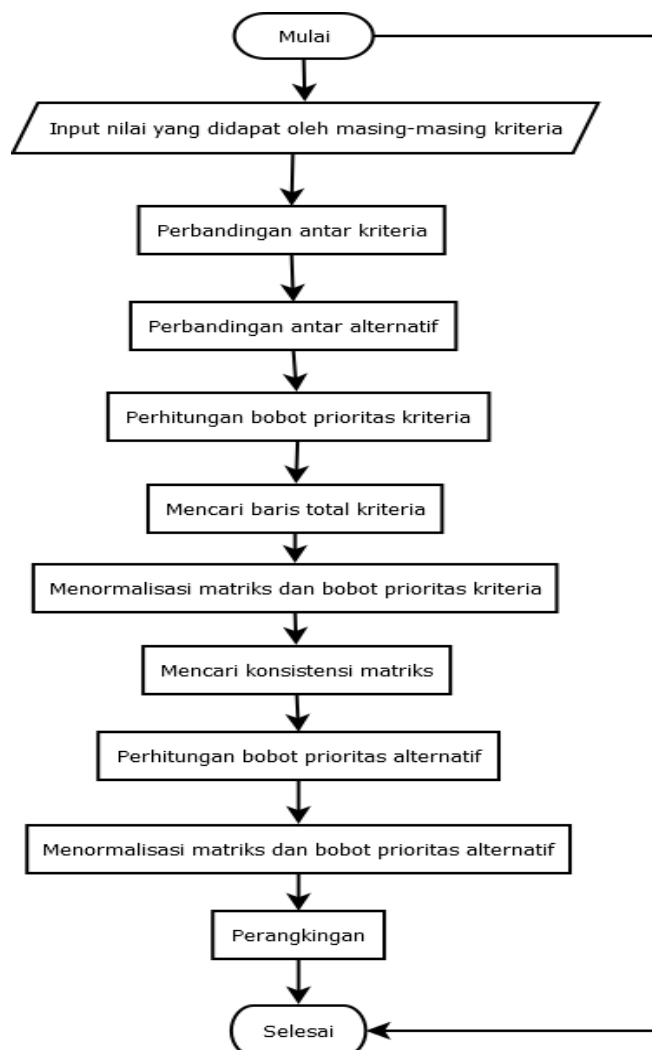 Mulai
Input nilai yang didapat oleh masing-masing kriteria
Perbandingan antar kriteria
Perbandingan antar alternatif
Perhitungan bobot prioritas kriteria
Mencari baris total kriteria
Menormalisasi matriks dan bobot prioritas kriteria
Mencari konsistensi matriks
Perhitungan bobot prioritas alternatif
Menormalisasi matriks dan bobot prioritas alternatif
Perangkingan
Selesai